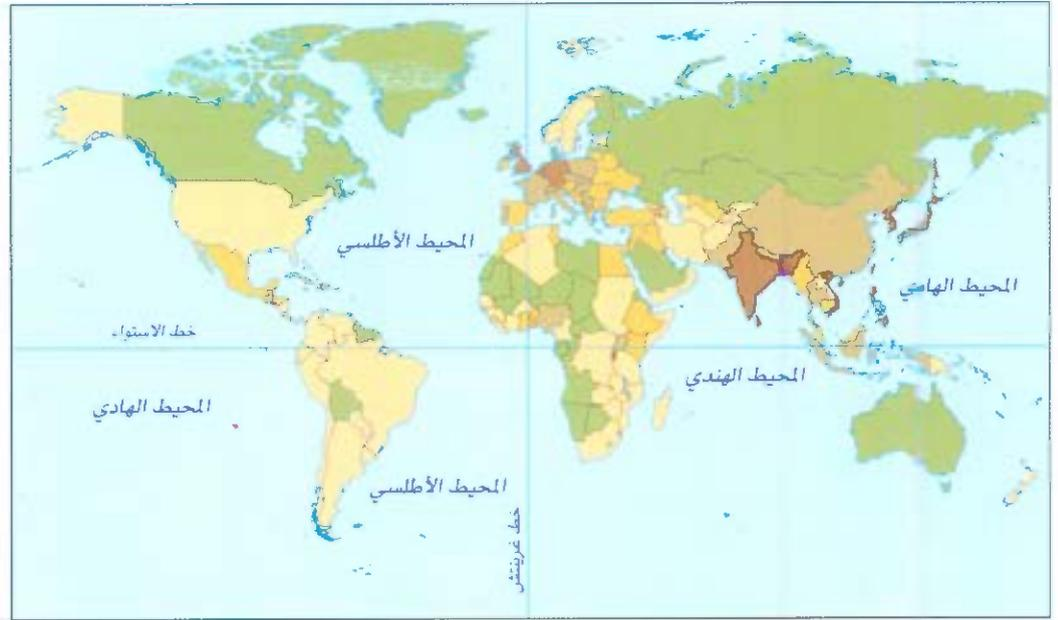 المحيط الأطلسي
المحيط الهادي
خط الاستواء
المحيط الهندي
المحيط الهادي
المحيط الأطلسي
خط غرينتش